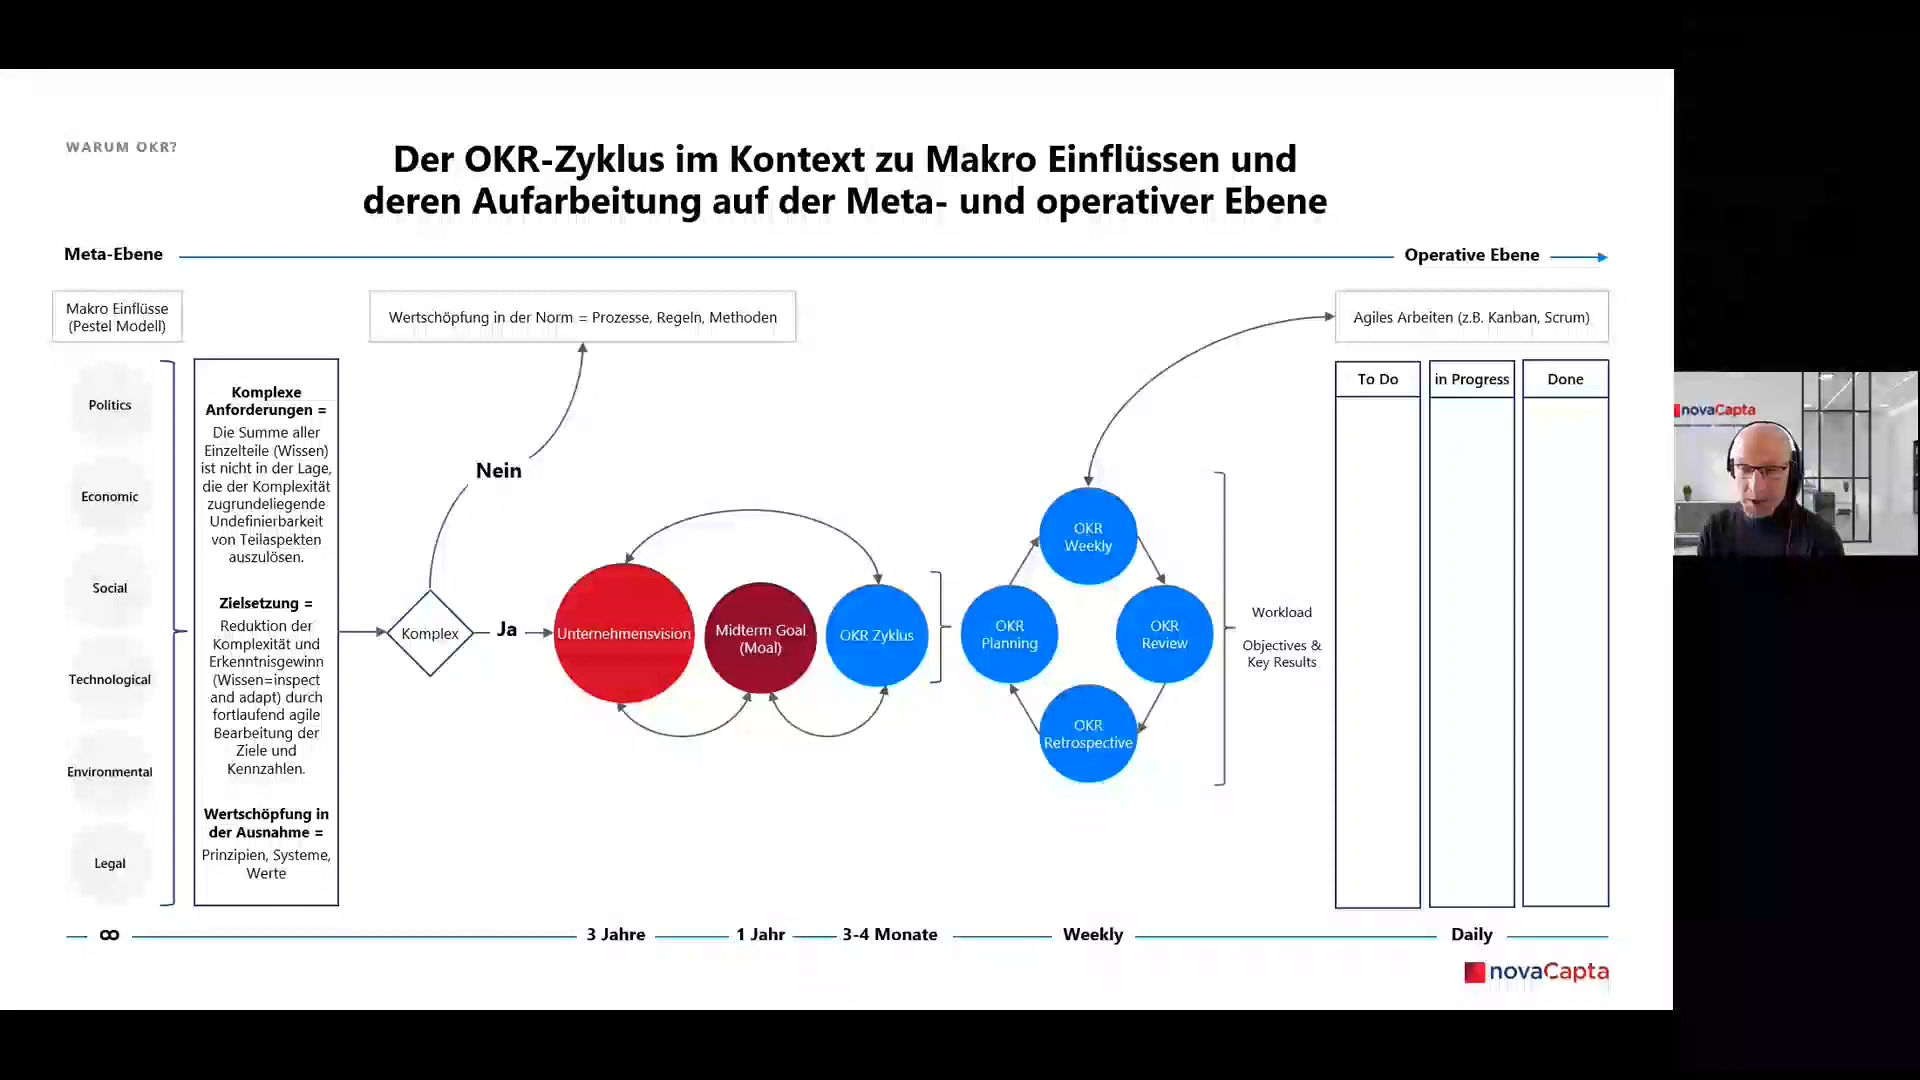 WARUM OKR?
Der OKR-Zyklus im Kontext zu Makro Einflüssen und
deren Aufarbeitung auf der Meta- und operativer Ebene
Meta-Ebene
Operative Ebene
Makro Einflüsse
(Pestel Modell)
Wertschöpfung in der Norm = Prozesse, Regeln, Methoden
Agiles Arbeiten (z.B. Kanban, Scrum)
Politics
Economic
Social
Technological
Environmental
Legal
Komplexe
Anforderungen =
Die Summe aller
Einzelteile (Wissen)
ist nicht in der Lage,
die der Komplexität
zugrundeliegende
Undefinierbarkeit
von Teilaspekten
auszulösen.
Zielsetzung =
Reduktion der
Komplexität und
Erkenntnisgewinn
(Wissen=inspect
and adapt) durch
fortlaufend agile
Bearbeitung der
Ziele und
Kennzahlen.
Wertschöpfung in
der Ausnahme =
Prinzipien, Systeme,
Werte
Komplex
Nein
Ja
Unternehmensvision
Midterm Goal
(Moal)
OKR Zyklus
OKR
Planning
OKR
Weekly
OKR
Review
OKR
Retrospective
Workload
Objectives &
Key Results
To Do
in Progress
Done
∞
3 Jahre
1 Jahr
3-4 Monate
Weekly
Daily
novaCapta
novaCapta